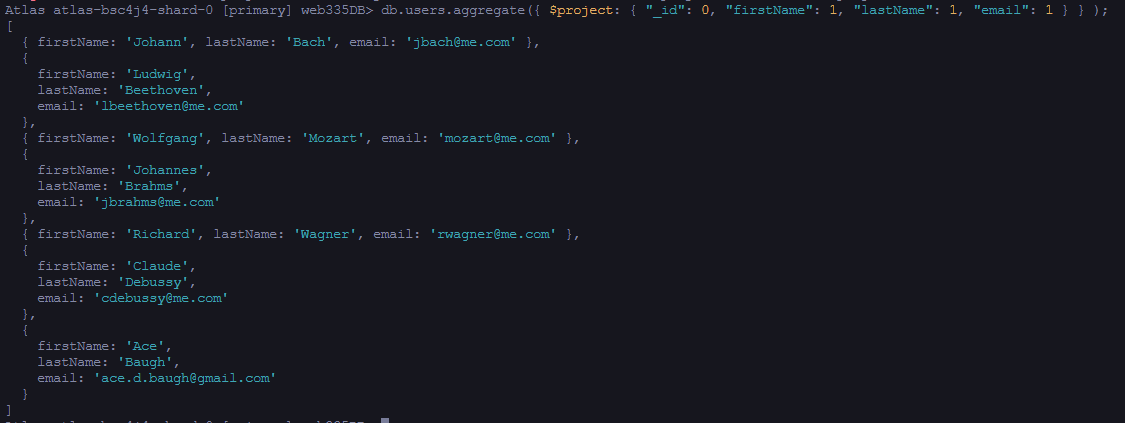 Atlas atlas-bsc4j4-shard-0 [primary] web335DB> db.users.aggregate({ $project: { "_id": 0, "firstName": 1, "lastName": 1, "email": 1 } } );
[
  { firstName: 'Johann', lastName: 'Bach', email: 'jbach@me.com' },
  {
    firstName: 'Ludwig',
    lastName: 'Beethoven',
    email: 'lbeethoven@me.com'
  },
  { firstName: 'Wolfgang', lastName: 'Mozart', email: 'mozart@me.com' },
  {
    firstName: 'Johannes',
    lastName: 'Brahms',
    email: 'jbrahms@me.com'
  },
  { firstName: 'Richard', lastName: 'Wagner', email: 'rwagner@me.com' },
  {
    firstName: 'Claude',
    lastName: 'Debussy',
    email: 'cdebussy@me.com'
  },
  {
    firstName: 'Ace',
    lastName: 'Baugh',
    email: 'ace.d.baugh@gmail.com'
  }
]